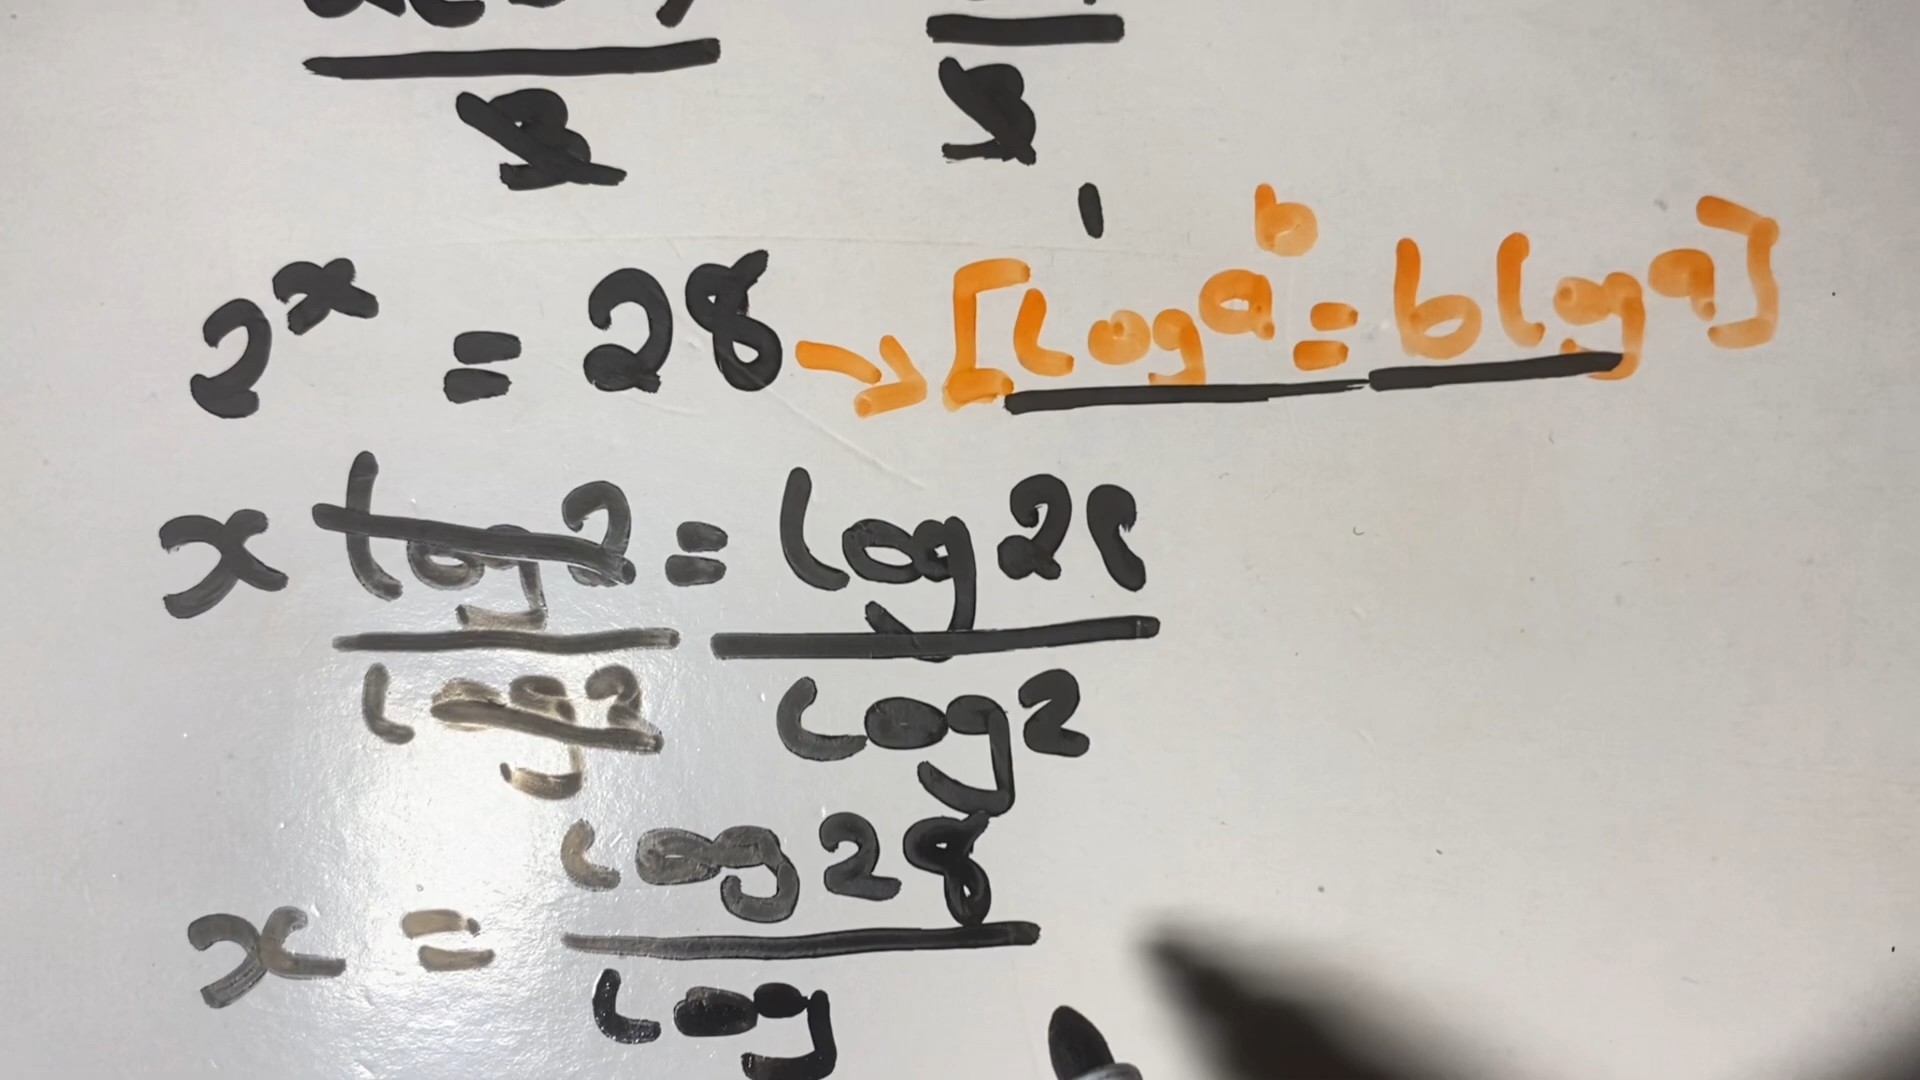 2^x = 28 → [log a^b = b log a]
x log2 = log28
log2 log2
x = log28
log